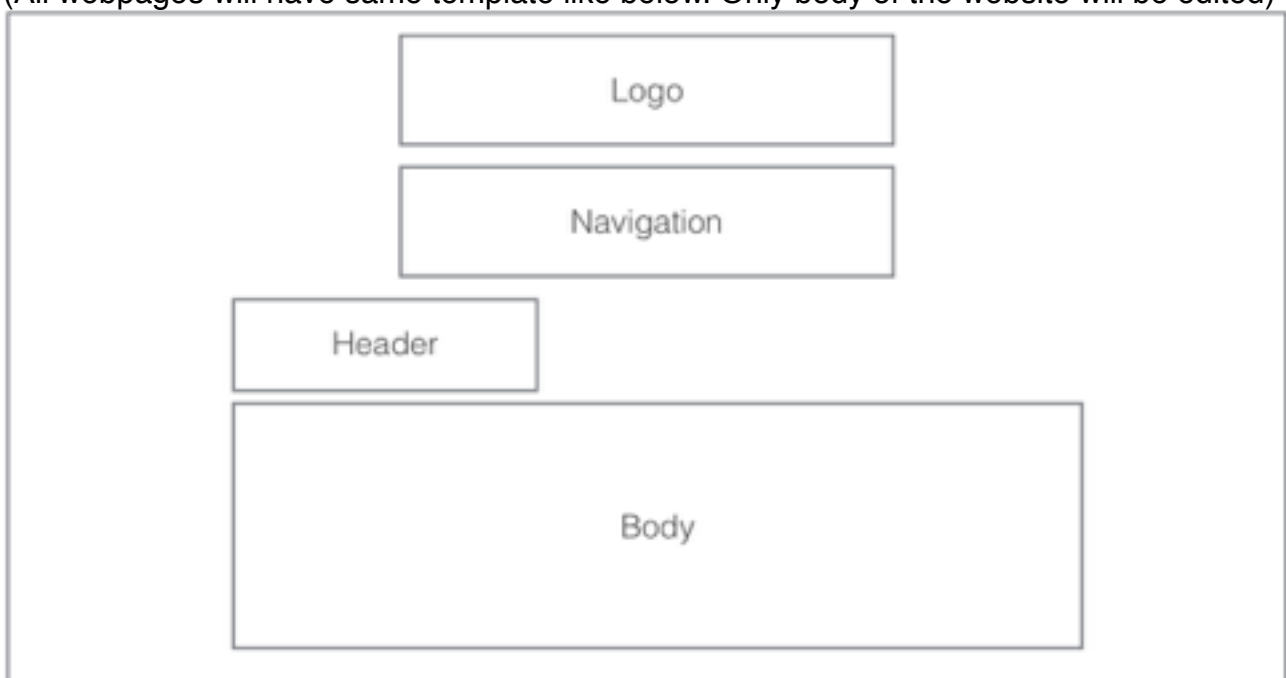 (All webpages will have same template like below. Only body of the website will be edited)
Logo
Navigation
Header
Body